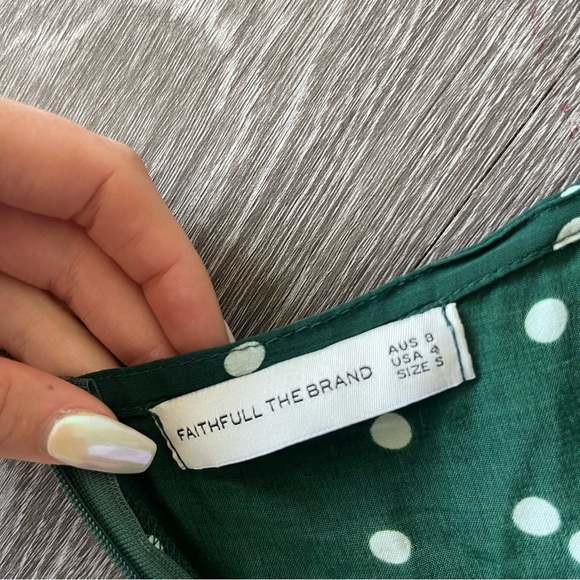 FAITHFULL THE BRAND
AUS 8
USA 4
SIZE S